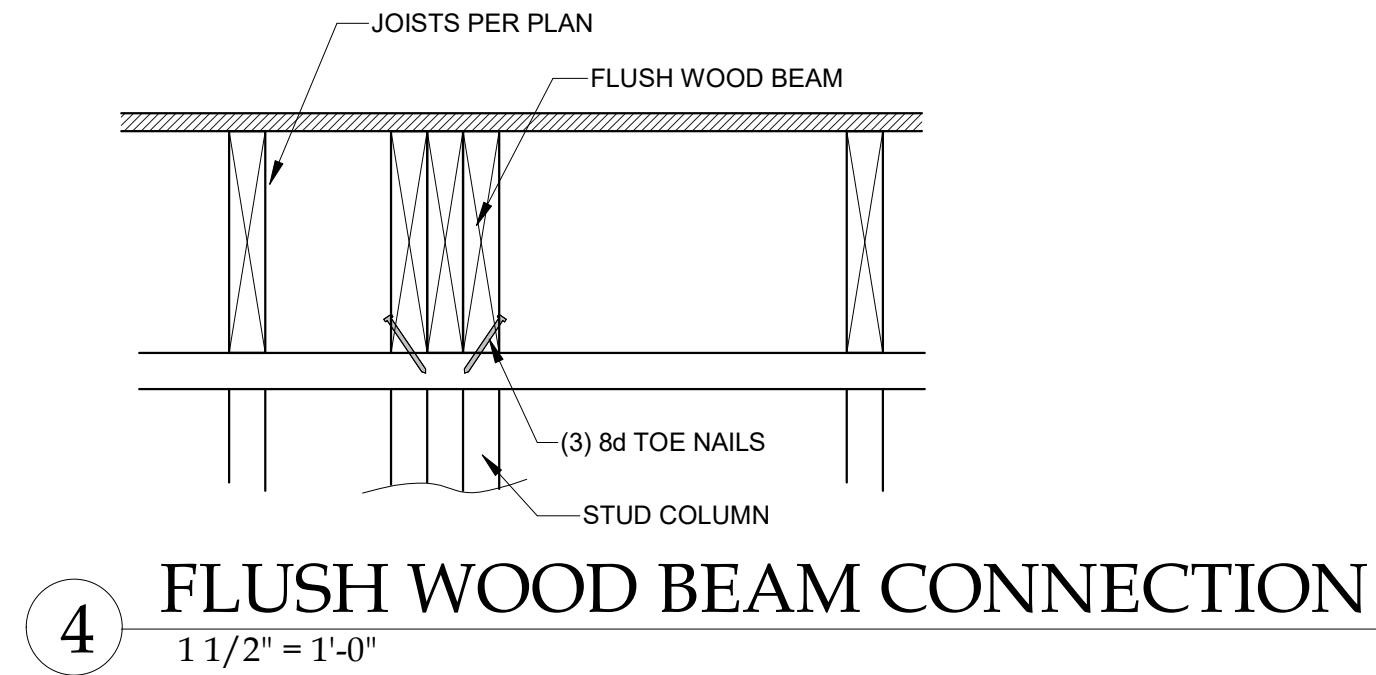 JOISTS PER PLAN
FLUSH WOOD BEAM
(3) 8d TOE NAILS
STUD COLUMN
4
FLUSH WOOD BEAM CONNECTION
1 1/2" = 1'-0"